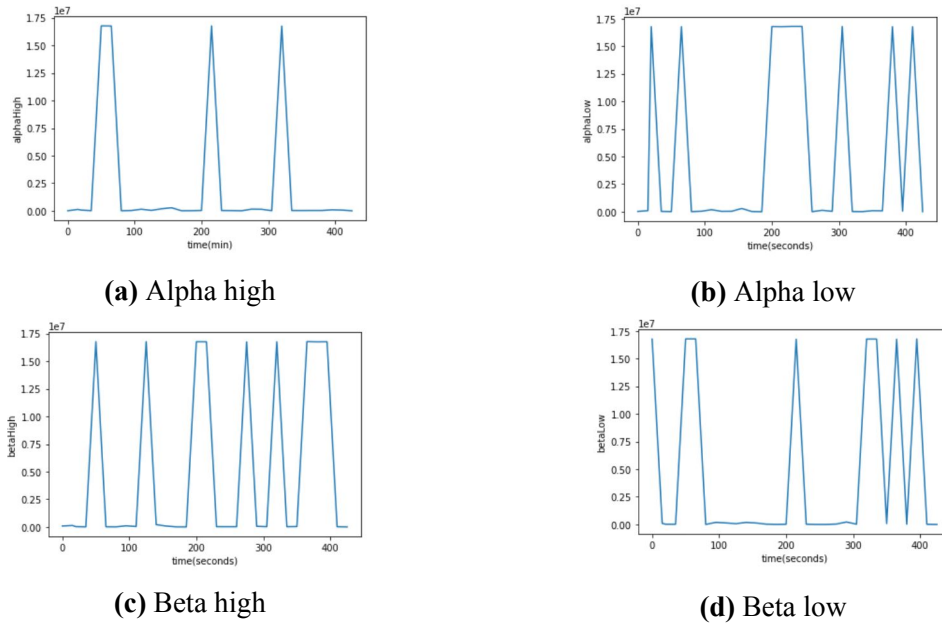 1e7
1.75
1.50
1.25
1.00
0.75
0.50
0.25
0.00
alphaHigh
0 100 200 300 400
time(min)
(a) Alpha high
1e7
1.75
1.50
1.25
1.00
0.75
0.50
0.25
0.00
alphaLow
0 100 200 300 400
time(seconds)
(b) Alpha low
1e7
1.75
1.50
1.25
1.00
0.75
0.50
0.25
0.00
betaHigh
0 100 200 300 400
time(seconds)
(c) Beta high
1e7
1.75
1.50
1.25
1.00
0.75
0.50
0.25
0.00
betaLow
0 100 200 300 400
time(seconds)
(d) Beta low